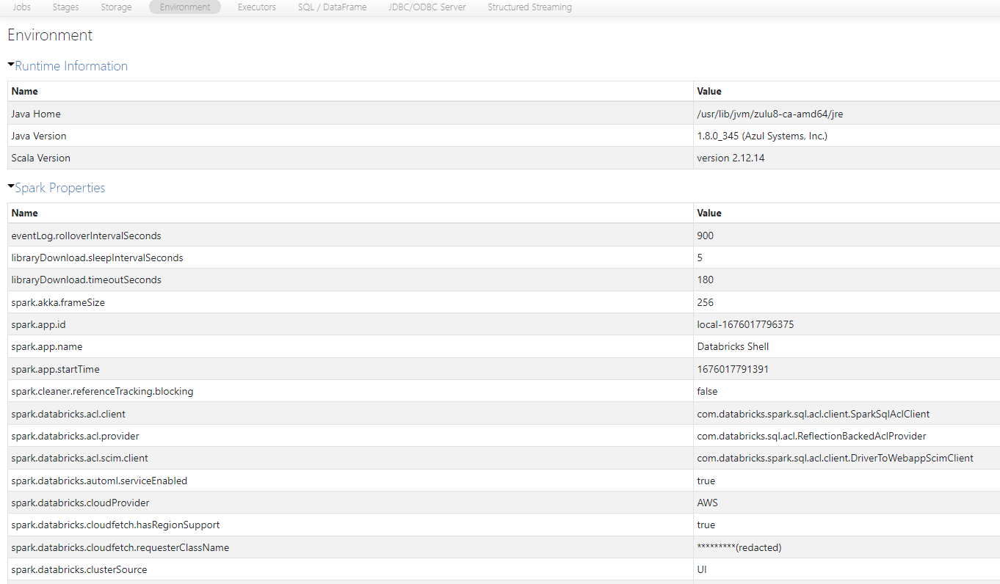 Jobs Stages Storage Environment Executors SQL / DataFrame JDBC/ODBC Server Structured Streaming
Environment
Runtime Information
Name Value
Java Home /usr/lib/jvm/zulu8-ca-amd64/jre
Java Version 1.8.0_345 (Azul Systems, Inc.)
Scala Version version 2.12.14
Spark Properties
Name Value
eventLog.rolloverIntervalSeconds 900
libraryDownload.sleepIntervalSeconds 5
libraryDownload.timeoutSeconds 180
spark.akka.frameSize 256
spark.app.id local-1676017796375
spark.app.name Databricks Shell
spark.app.startTime 1676017791391
spark.cleaner.referenceTracking.blocking false
spark.databricks.acl.client com.databricks.spark.sql.acl.client.SparkSqlAclClient
spark.databricks.acl.provider com.databricks.sql.acl.ReflectionBackedAclProvider
spark.databricks.acl.scim.client com.databricks.spark.sql.acl.client.DriverToWebappScimClient
spark.databricks.automl.serviceEnabled true
spark.databricks.cloudProvider AWS
spark.databricks.cloudfetch.hasRegionSupport true
spark.databricks.cloudfetch.requesterClassName *********(redacted)
spark.databricks.clusterSource UI